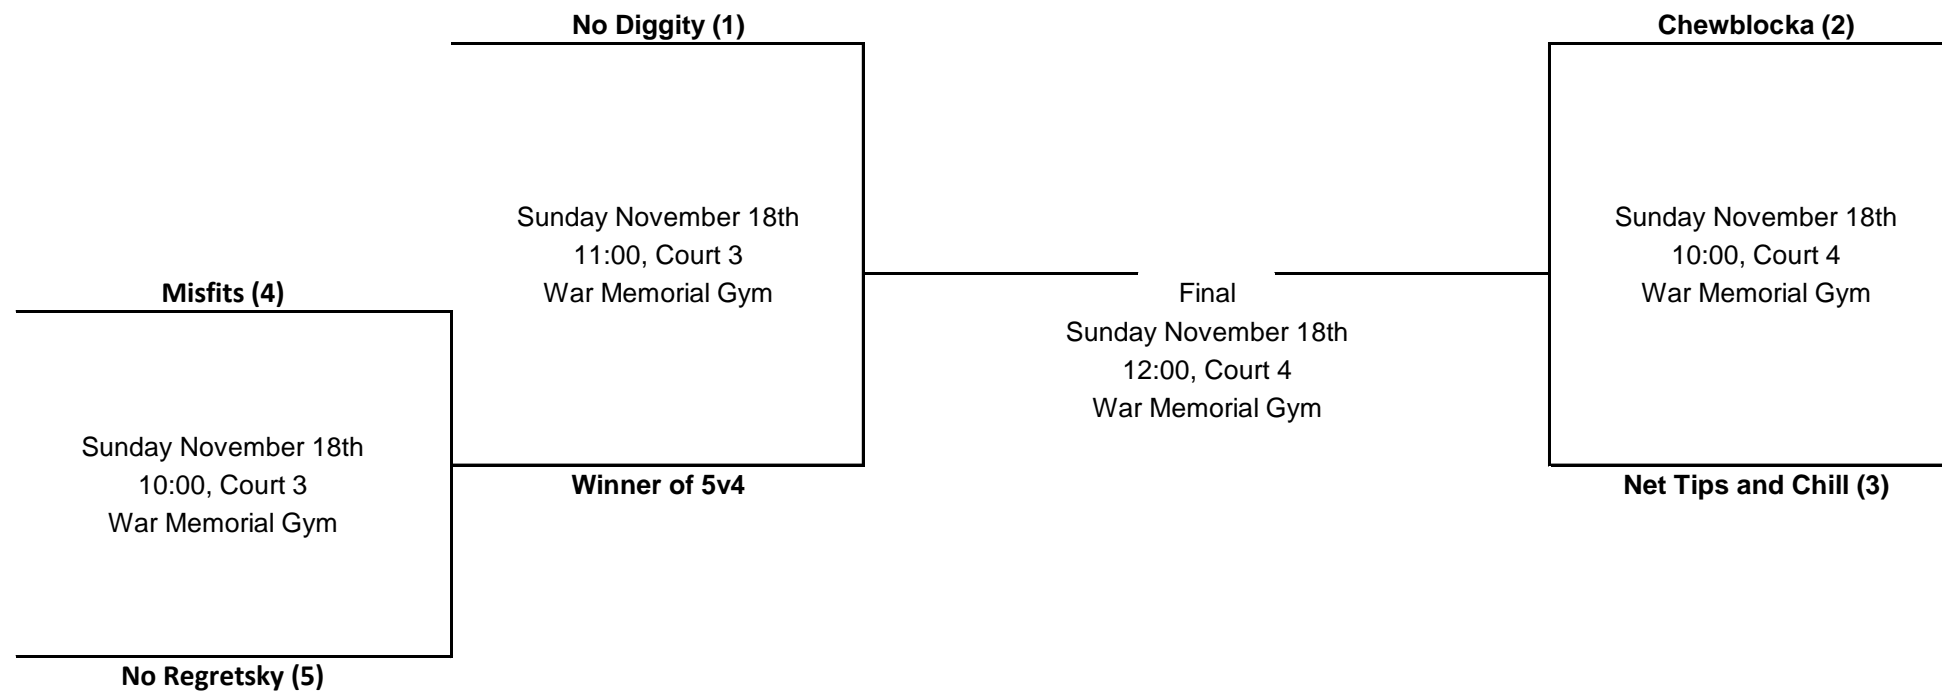 No Diggity (1)
Sunday November 18th
11:00, Court 3
War Memorial Gym
Misfits (4)
Sunday November 18th
10:00, Court 3
War Memorial Gym
No Regretsky (5)
Winner of 5v4
Final
Sunday November 18th
12:00, Court 4
War Memorial Gym
Chewblocka (2)
Sunday November 18th
10:00, Court 4
War Memorial Gym
Net Tips and Chill (3)